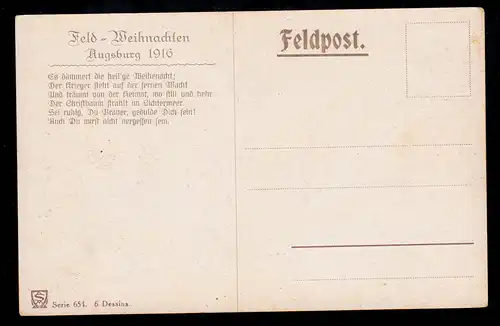 Feld - Weihnachten
Augsburg 1916
Es dämmert die heil'ge Weihenacht;
Der Krieger steht auf der fernen Wacht
Und träumt von der Heimat, wo still und hehr
Der Christbaum strahlt im Lichtermeer.
Sei ruhig, Du Braver, gedulde Dich fein!
Auch Du wirst nicht vergessen sein.
Feldpost.
Serie 651. 6 Dessins.